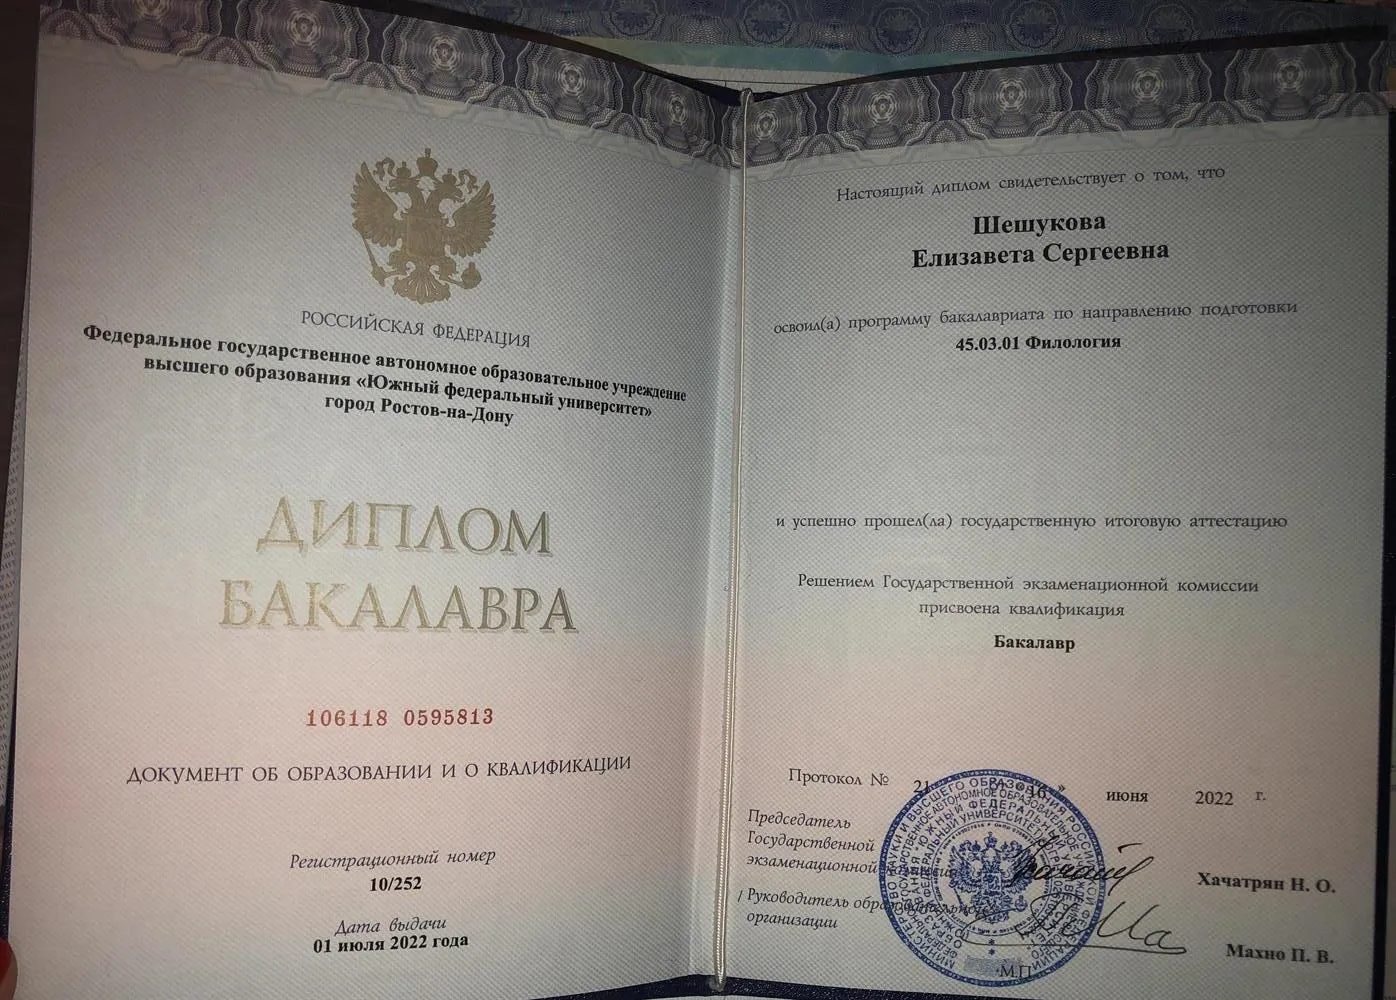 РОССИЙСКАЯ ФЕДЕРАЦИЯ
Федеральное государственное автономное образовательное учреждение
высшего образования «Южный федеральный университет»
город Ростов-на-Дону
ДИПЛОМ
БАКАЛАВРА
106118 0595813
ДОКУМЕНТ ОБ ОБРАЗОВАНИИ И О КВАЛИФИКАЦИИ
Регистрационный номер
10/252
Дата выдачи
01 июля 2022 года
Настоящий диплом свидетельствует о том, что
Шешукова
Елизавета Сергеевна
освоил(а) программу бакалавриата по направлению подготовки
45.03.01 Филология
и успешно прошел(ла) государственную итоговую аттестацию
Решением Государственной экзаменационной комиссии
присвоена квалификация
Бакалавр
Протокол № 21 16 » июня 2022 г.
Председатель
Государственной
экзаменационной
Хачатрян Н. О.
/ Руководитель образовательной
организации
Махно П. В.
М.П.